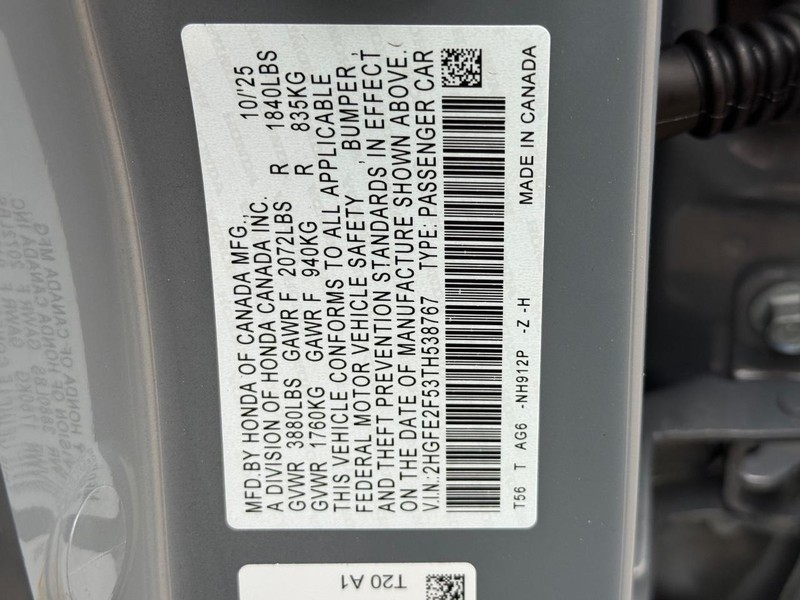 MFD.BY HONDA OF CANADA MFG., 10/'25
A DIVISION OF HONDA CANADA INC.
GVWR 3880LBS GAWR F 2072LBS R 1840LBS
GVWR 1760KG GAWR F 940KG R 835KG
THIS VEHICLE CONFORMS TO ALL APPLICABLE
FEDERAL MOTOR VEHICLE SAFETY, BUMPER,
AND THEFT PREVENTION STANDARDS IN EFFECT
ON THE DATE OF MANUFACTURE SHOWN ABOVE.
V.I.N.:2HGFE2F53TH538767 TYPE: PASSENGER CAR
T56 T AG6 -NH912P -Z -H MADE IN CANADA
T20 A1